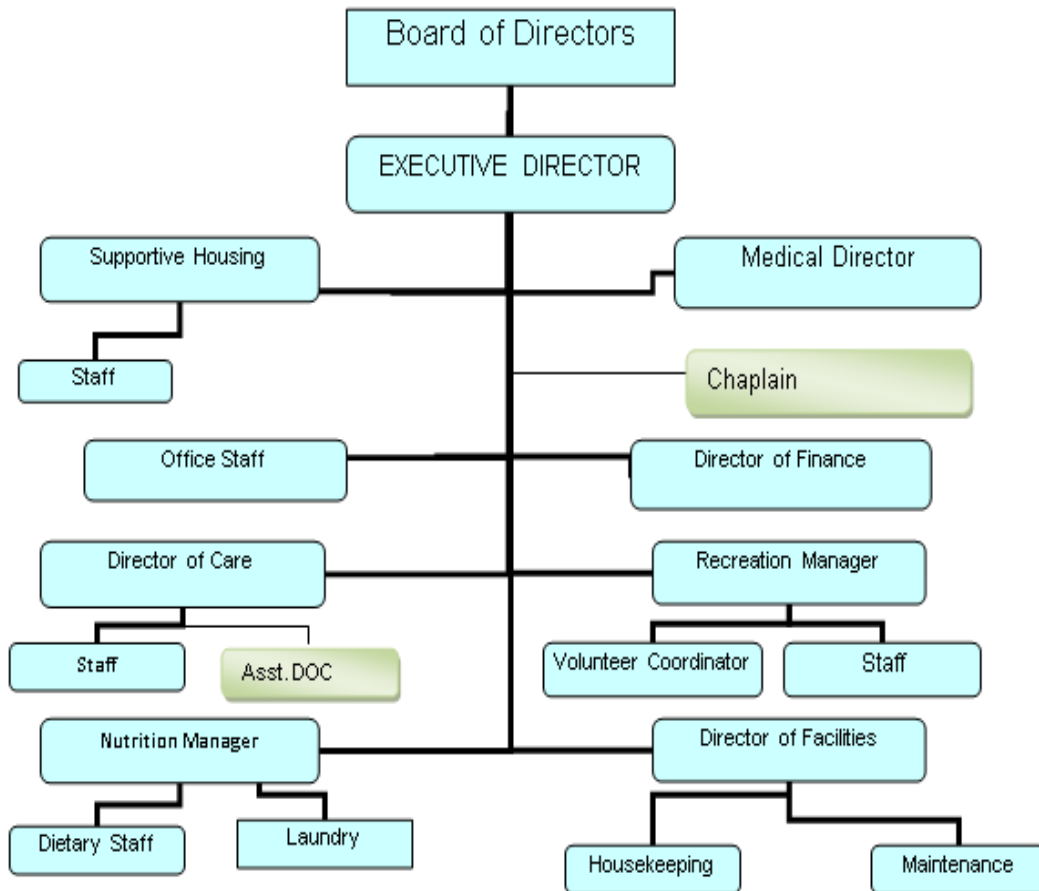 Board of Directors
EXECUTIVE DIRECTOR
Supportive Housing
Medical Director
Staff
Chaplain
Office Staff
Director of Finance
Director of Care
Recreation Manager
Staff
Asst.DOC
Volunteer Coordinator
Staff
Nutrition Manager
Director of Facilities
Dietary Staff
Laundry
Housekeeping
Maintenance